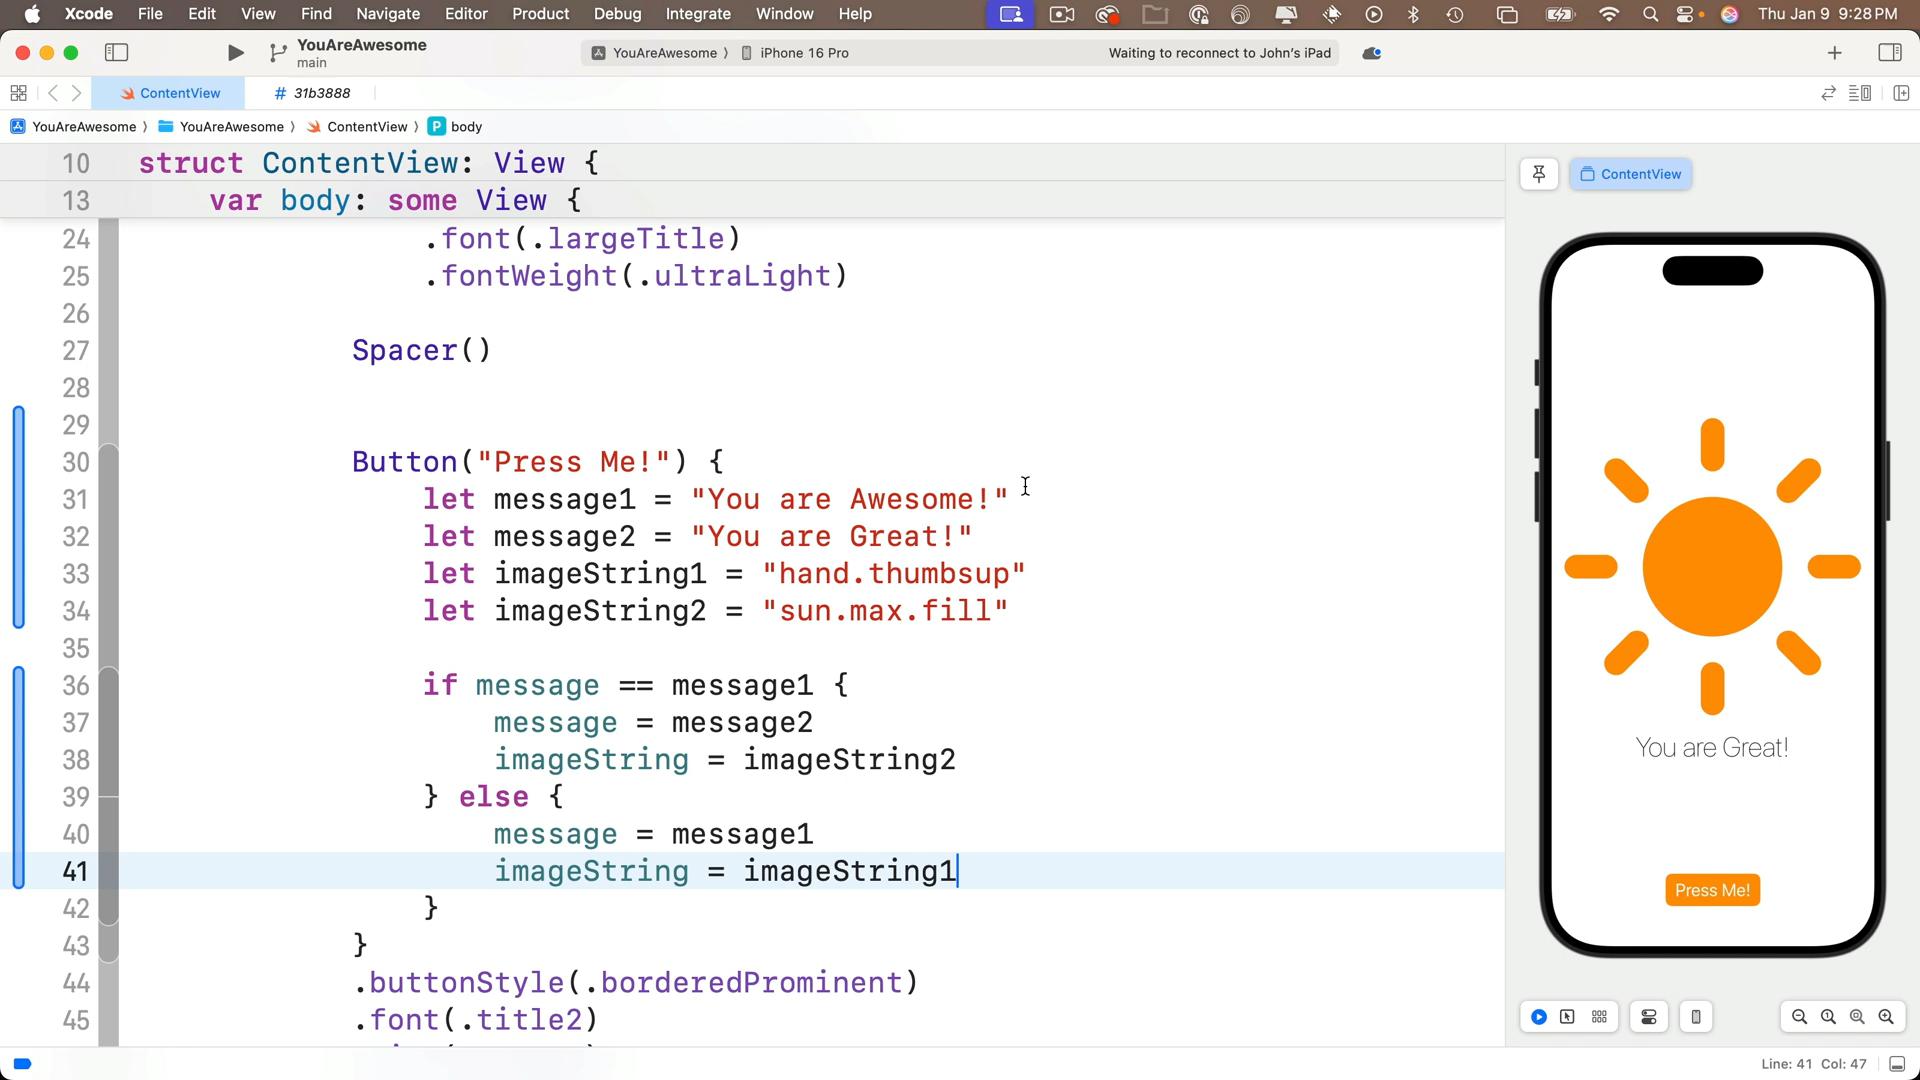 Xcode File Edit View Find Navigate Editor Product Debug Integrate Window Help Thu Jan 9 9:28 PM
YouAreAwesome
main
YouAreAwesome 〉 iPhone 16 Pro Waiting to reconnect to John's iPad
ContentView # 31b3888
YouAreAwesome 〉 YouAreAwesome 〉 ContentView 〉 P body
10 struct ContentView: View {
13 var body: some View {
24 .font(.largeTitle)
25 .fontWeight(.ultraLight)
26
27 Spacer()
28
29
30 Button("Press Me!") {
31 let message1 = "You are Awesome!"
32 let message2 = "You are Great!"
33 let imageString1 = "hand.thumbsup"
34 let imageString2 = "sun.max.fill"
35
36 if message == message1 {
37 message = message2
38 imageString = imageString2
39 } else {
40 message = message1
41 imageString = imageString1
42 }
43 }
44 .buttonStyle(.borderedProminent)
45 .font(.title2)
ContentView
You are Great!
Press Me!
Line: 41 Col: 47